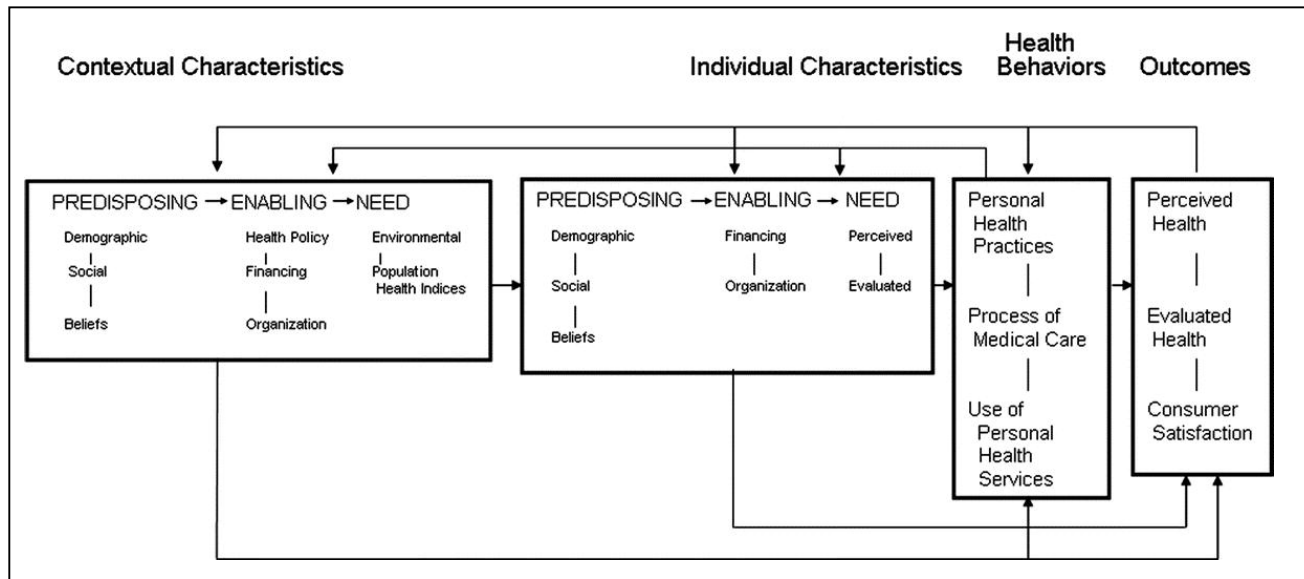 Contextual Characteristics
Individual Characteristics
Health
Behaviors
Outcomes
PREDISPOSING
ENABLING
NEED
Demographic
Social
Beliefs
Health Policy
Financing
Organization
Environmental
Population
Health Indices
PREDISPOSING
ENABLING
NEED
Demographic
Social
Beliefs
Financing
Organization
Perceived
Evaluated
Personal
Health
Practices
Process of
Medical Care
Use of
Personal
Health
Services
Perceived
Health
Evaluated
Health
Consumer
Satisfaction